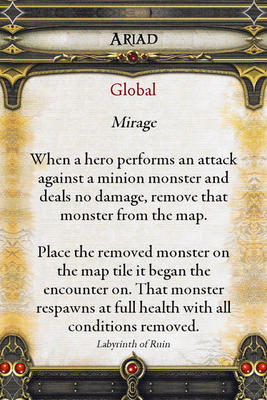 Ariad
Global
Mirage
When a hero performs an attack
against a minion monster and
deals no damage, remove that
monster from the map.
Place the removed monster on
the map tile it began the
encounter on. That monster
respawns at full health with all
conditions removed.
Labyrinth of Ruin